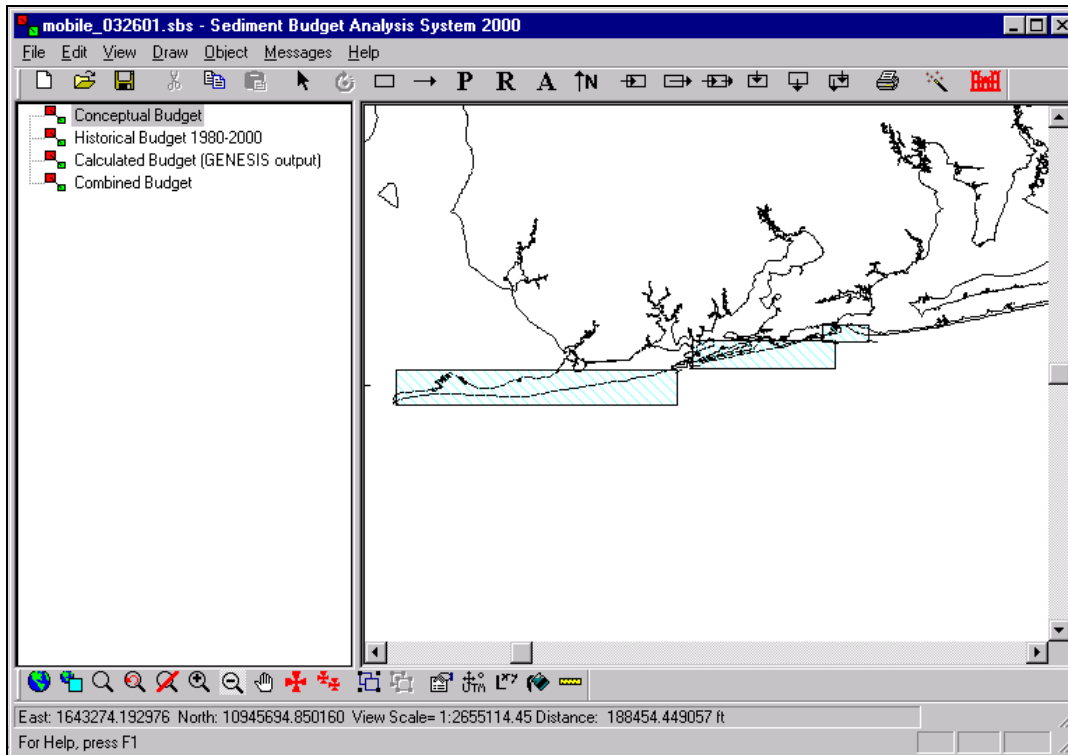 mobile_032601.sbs - Sediment Budget Analysis System 2000
File Edit View Draw Object Messages Help
P R A N
Conceptual Budget
Historical Budget 1980-2000
Calculated Budget (GENESIS output)
Combined Budget
UTM XY
East: 1643274.192976 North: 10945694.850160 View Scale= 1:2655114.45 Distance: 188454.449057 ft
For Help, press F1